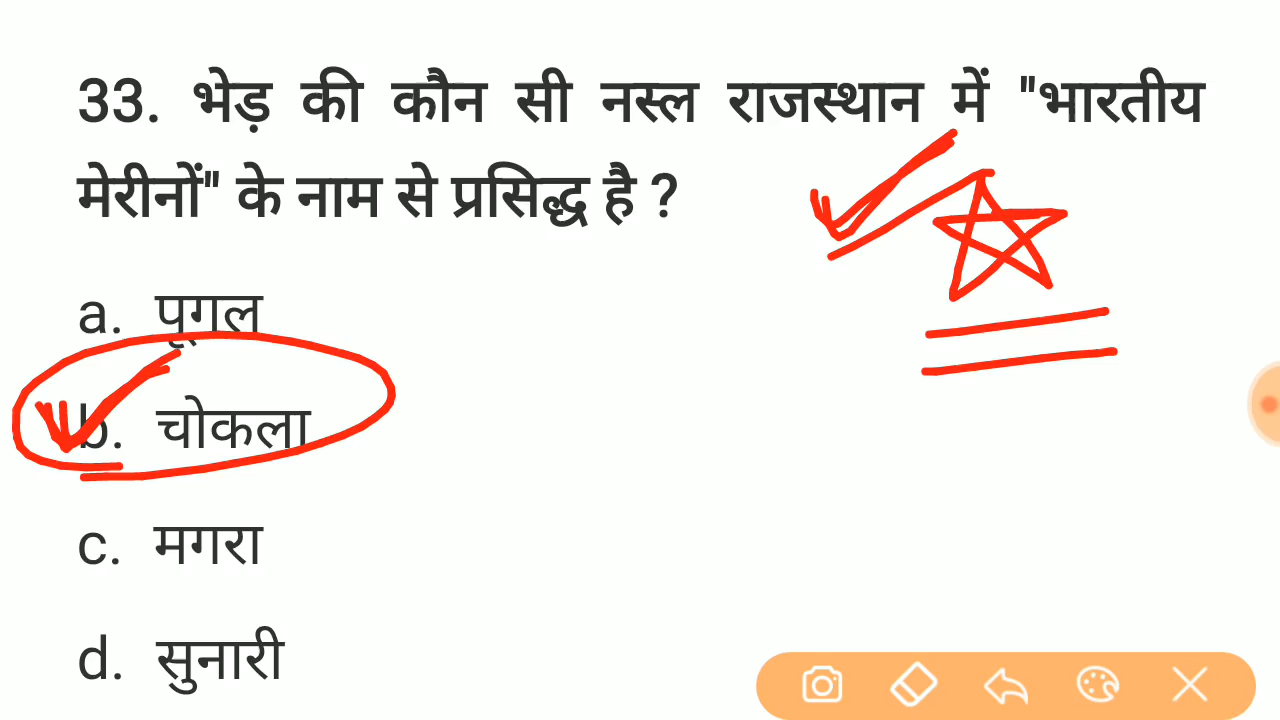 33. भेड़ की कौन सी नस्ल राजस्थान में "भारतीय
मेरीनों" के नाम से प्रसिद्ध है ?
a. पूगल
b. चोकला
c. मगरा
d. सुनारी